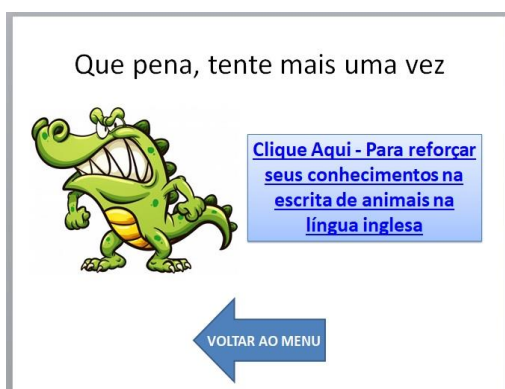 Que pena, tente mais uma vez
Clique Aqui - Para reforçar
seus conhecimentos na
escrita de animais na
língua inglesa
VOLTAR AO MENU